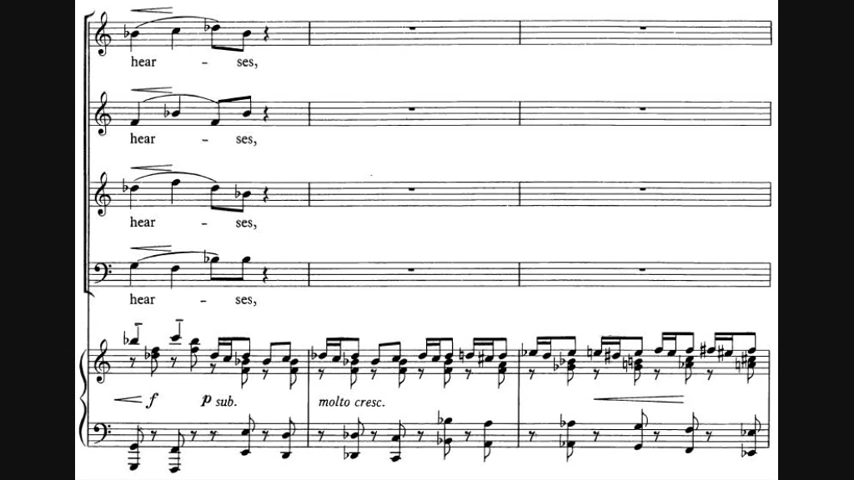 hear - ses,
hear - ses,
hear - ses,
hear - ses,
f p sub. molto cresc.